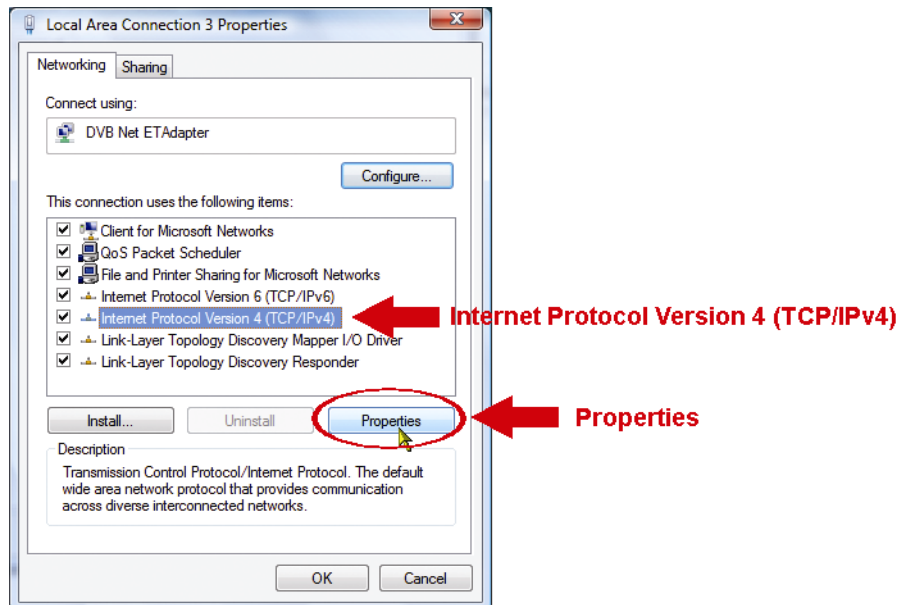 Local Area Connection 3 Properties
Networking Sharing
Connect using:
DVB Net ETAdapter
Configure...
This connection uses the following items:
Client for Microsoft Networks
QoS Packet Scheduler
File and Printer Sharing for Microsoft Networks
Internet Protocol Version 6 (TCP/IPv6)
Internet Protocol Version 4 (TCP/IPv4) Internet Protocol Version 4 (TCP/IPv4)
Link-Layer Topology Discovery Mapper I/O Driver
Link-Layer Topology Discovery Responder
Install... Uninstall Properties Properties
Description
Transmission Control Protocol/Internet Protocol. The default
wide area network protocol that provides communication
across diverse interconnected networks.
OK Cancel